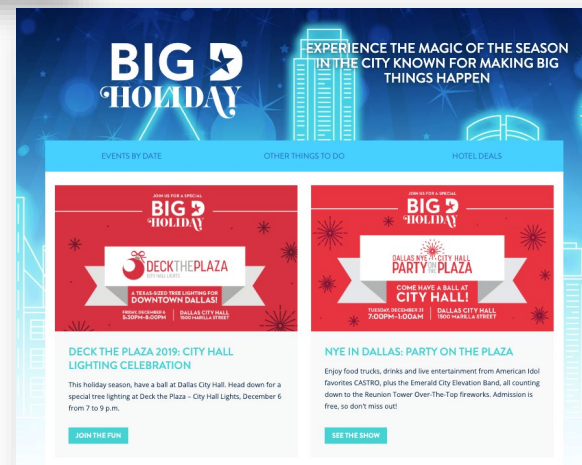 BIG D
HOLIDAY
EXPERIENCE THE MAGIC OF THE SEASON
IN THE CITY KNOWN FOR MAKING BIG
THINGS HAPPEN
EVENTS BY DATE
OTHER THINGS TO DO
HOTEL DEALS
JOIN US FOR A SPECIAL
BIG D
HOLIDAY
DECKTHEPLAZA
CITY HALL LIGHTS
A TEXAS-SIZED TREE LIGHTING FOR
DOWNTOWN DALLAS!
FRIDAY, DECEMBER 6
5:30PM-8:00PM
DALLAS CITY HALL
1500 MARILLA STREET
DECK THE PLAZA 2019: CITY HALL
LIGHTING CELEBRATION
This holiday season, have a ball at Dallas City Hall. Head down for a
special tree lighting at Deck the Plaza – City Hall Lights, December 6
from 7 to 9 p.m.
JOIN THE FUN
JOIN US FOR A SPECIAL
BIG D
HOLIDAY
DALLAS NYE CITY HALL
PARTY ON THE PLAZA
COME HAVE A BALL AT
CITY HALL!
TUESDAY, DECEMBER 31
7:00PM-1:00AM
DALLAS CITY HALL
1500 MARILLA STREET
NYE IN DALLAS: PARTY ON THE PLAZA
Enjoy food trucks, drinks and live entertainment from American Idol
favorites CASTRO, plus the Emerald City Elevation Band, all counting
down to the Reunion Tower Over-The-Top fireworks. Admission is
free, so don't miss out!
SEE THE SHOW